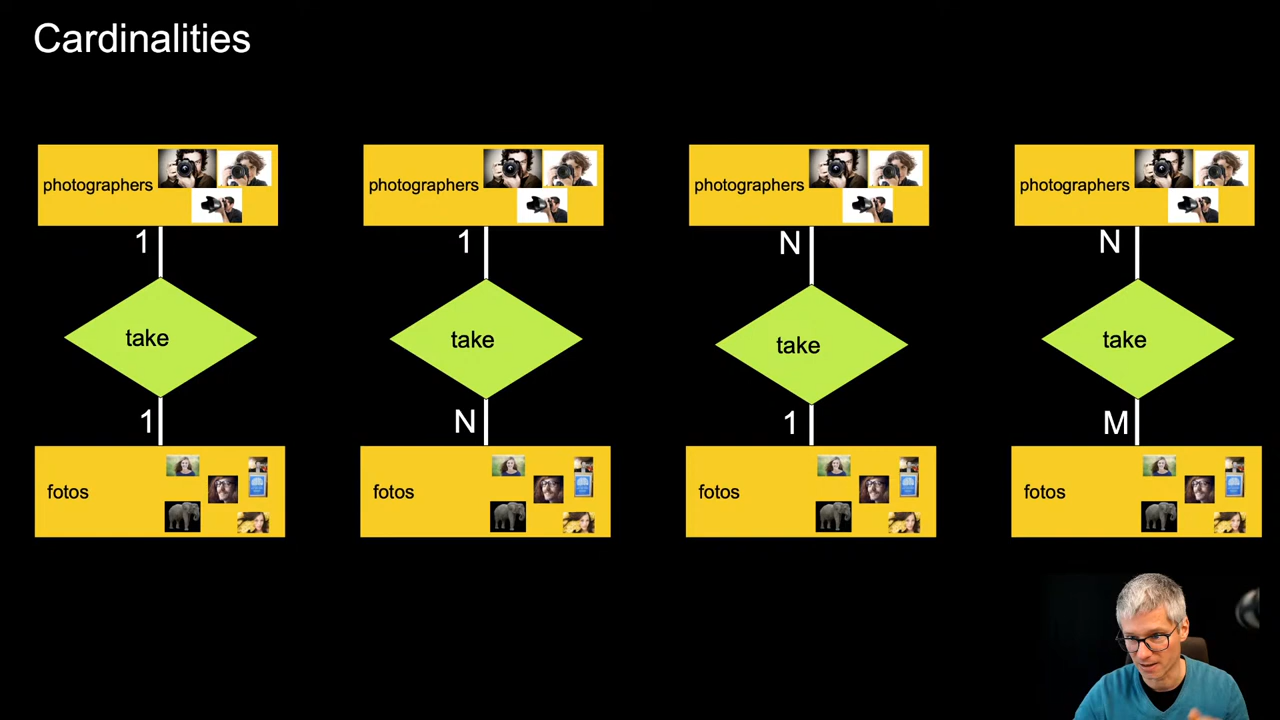 Cardinalities
photographers photographers photographers photographers
1 1 N N
take take take take
1 N 1 M
fotos fotos fotos fotos